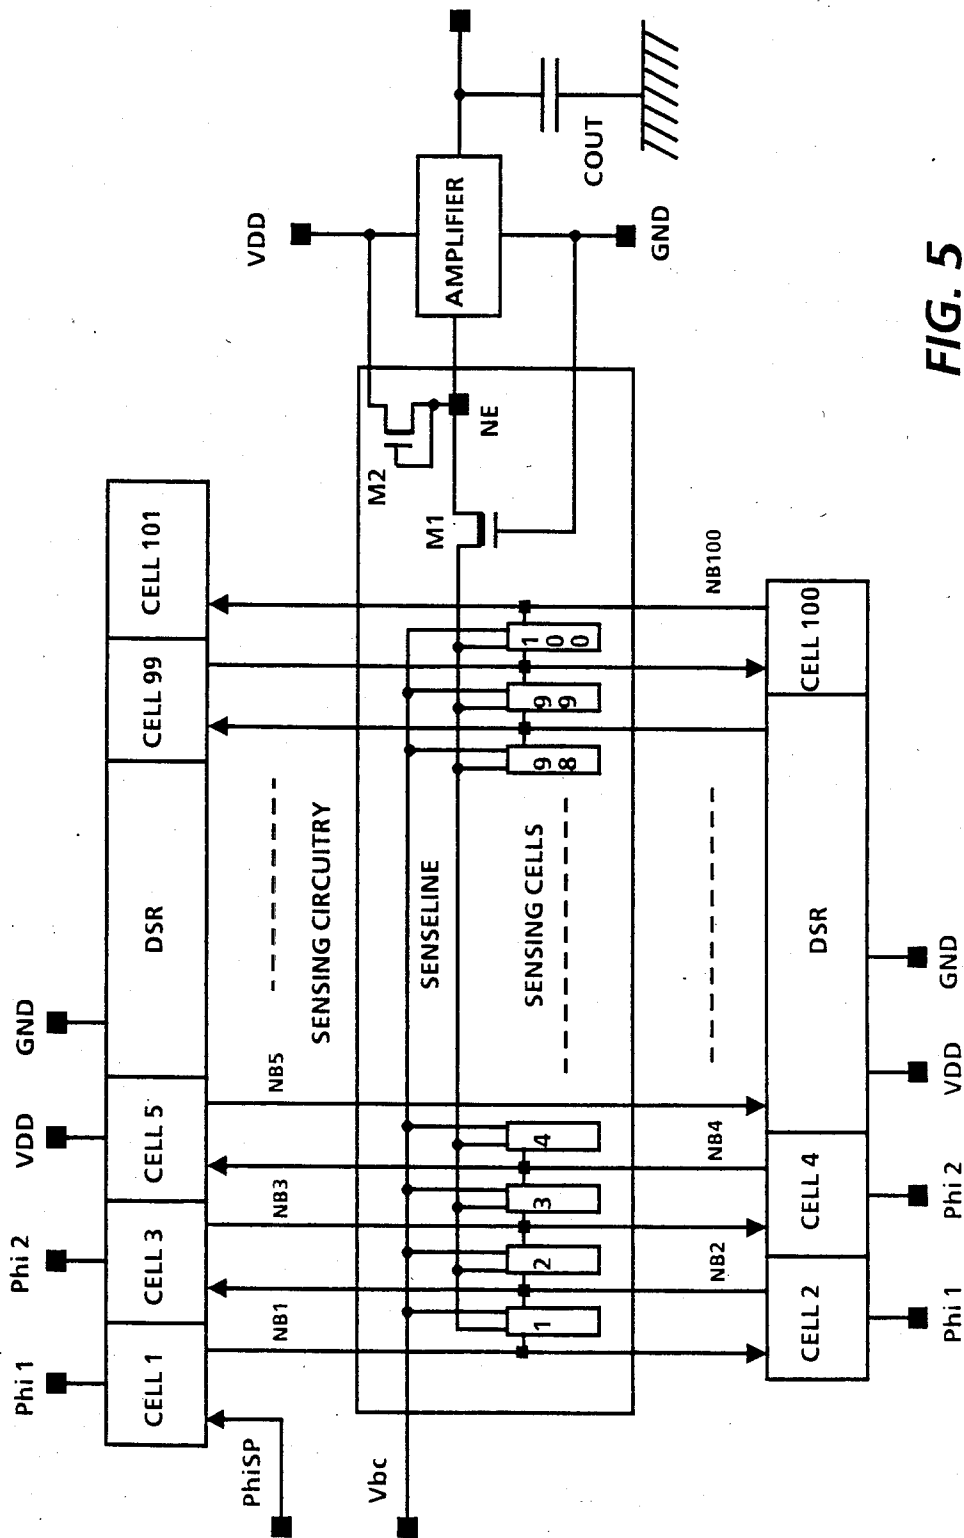 Phi 1
Phi 2
VDD
GND
CELL 1
CELL 3
CELL 5
DSR
CELL 99
CELL 101
PhiSP
NB1
NB3
NB5
SENSING CIRCUITRY
Vbc
SENSELINE
M2
M1
NE
VDD
AMPLIFIER
GND
COUT
1
2
3
4
98
99
100
SENSING CELLS
NB2
NB4
NB100
CELL 2
CELL 4
DSR
CELL 100
Phi 1
Phi 2
VDD
GND
FIG. 5